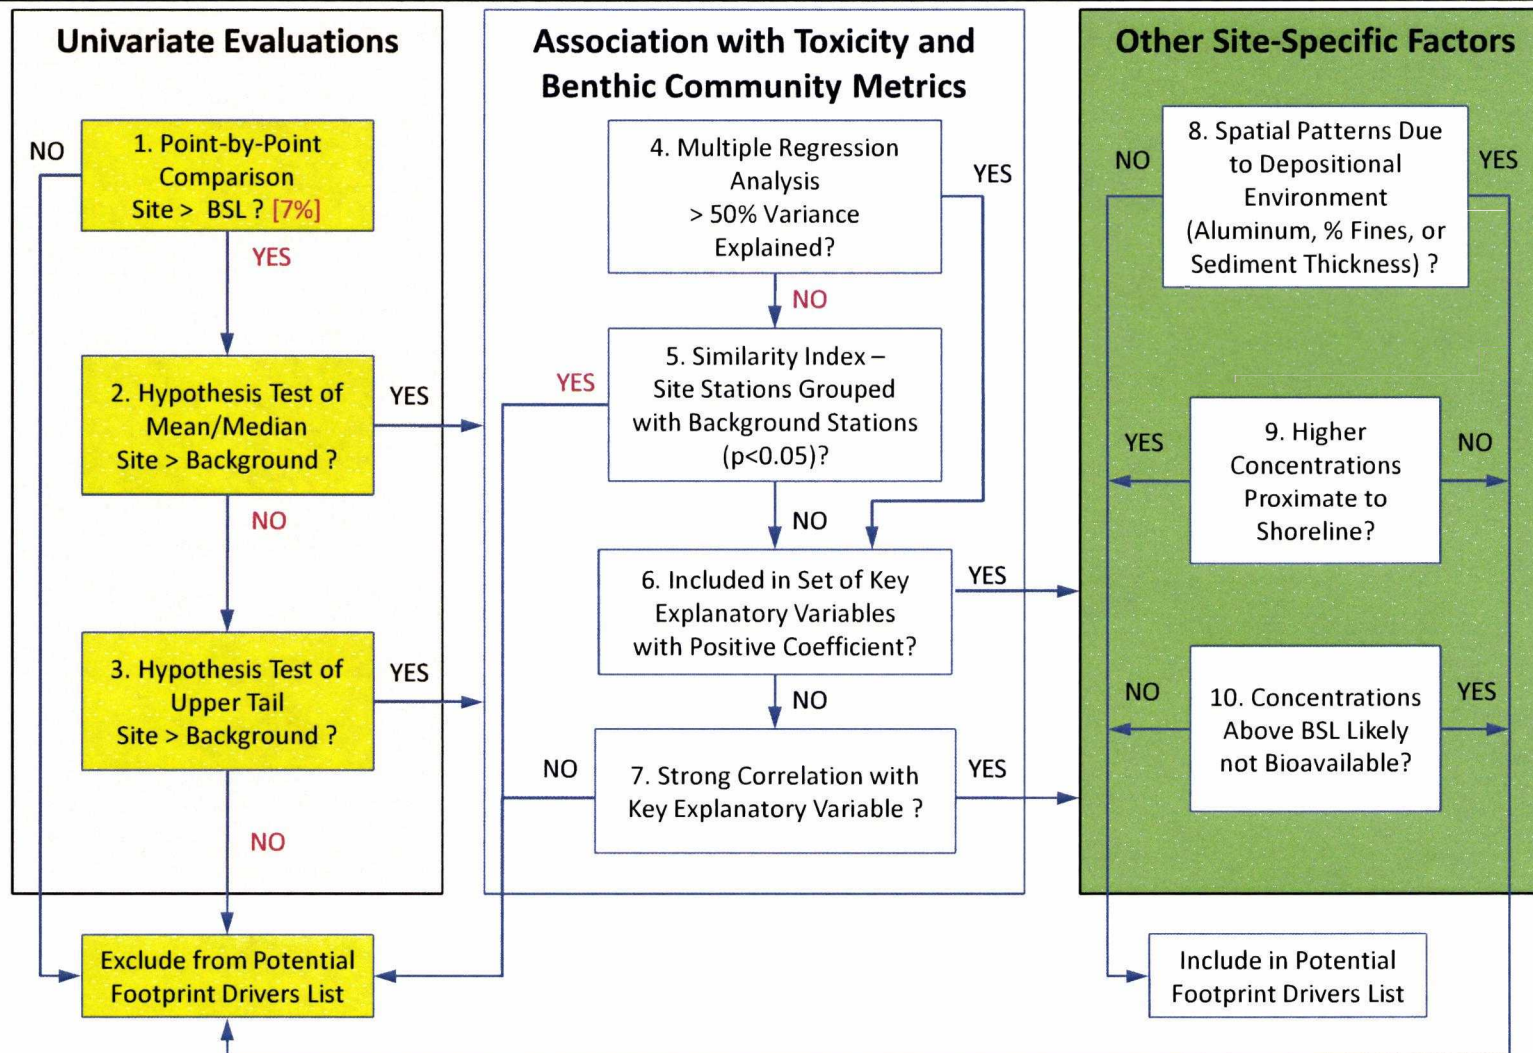 Univariate Evaluations
NO
1. Point-by-Point
Comparison
Site > BSL ? [7%]
YES
2. Hypothesis Test of
Mean/Median
Site > Background ?
YES
NO
3. Hypothesis Test of
Upper Tail
Site > Background ?
YES
NO
Exclude from Potential
Footprint Drivers List
Association with Toxicity and
Benthic Community Metrics
4. Multiple Regression
Analysis
> 50% Variance
Explained?
YES
NO
5. Similarity Index –
Site Stations Grouped
with Background Stations
(p<0.05)?
YES
NO
6. Included in Set of Key
Explanatory Variables
with Positive Coefficient?
YES
NO
7. Strong Correlation with
Key Explanatory Variable ?
NO
YES
Other Site-Specific Factors
8. Spatial Patterns Due
to Depositional
Environment
(Aluminum, % Fines, or
Sediment Thickness) ?
NO
YES
9. Higher
Concentrations
Proximate to
Shoreline?
YES
NO
10. Concentrations
Above BSL Likely
not Bioavailable?
NO
YES
Include in Potential
Footprint Drivers List